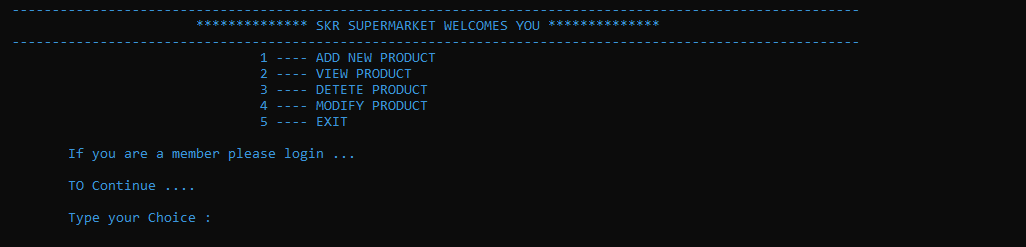 ----------------------------------------------------------------------------------------------------------
************** SKR SUPERMARKET WELCOMES YOU **************
----------------------------------------------------------------------------------------------------------
1 ---- ADD NEW PRODUCT
2 ---- VIEW PRODUCT
3 ---- DETETE PRODUCT
4 ---- MODIFY PRODUCT
5 ---- EXIT
If you are a member please login ...
TO Continue ....
Type your Choice :